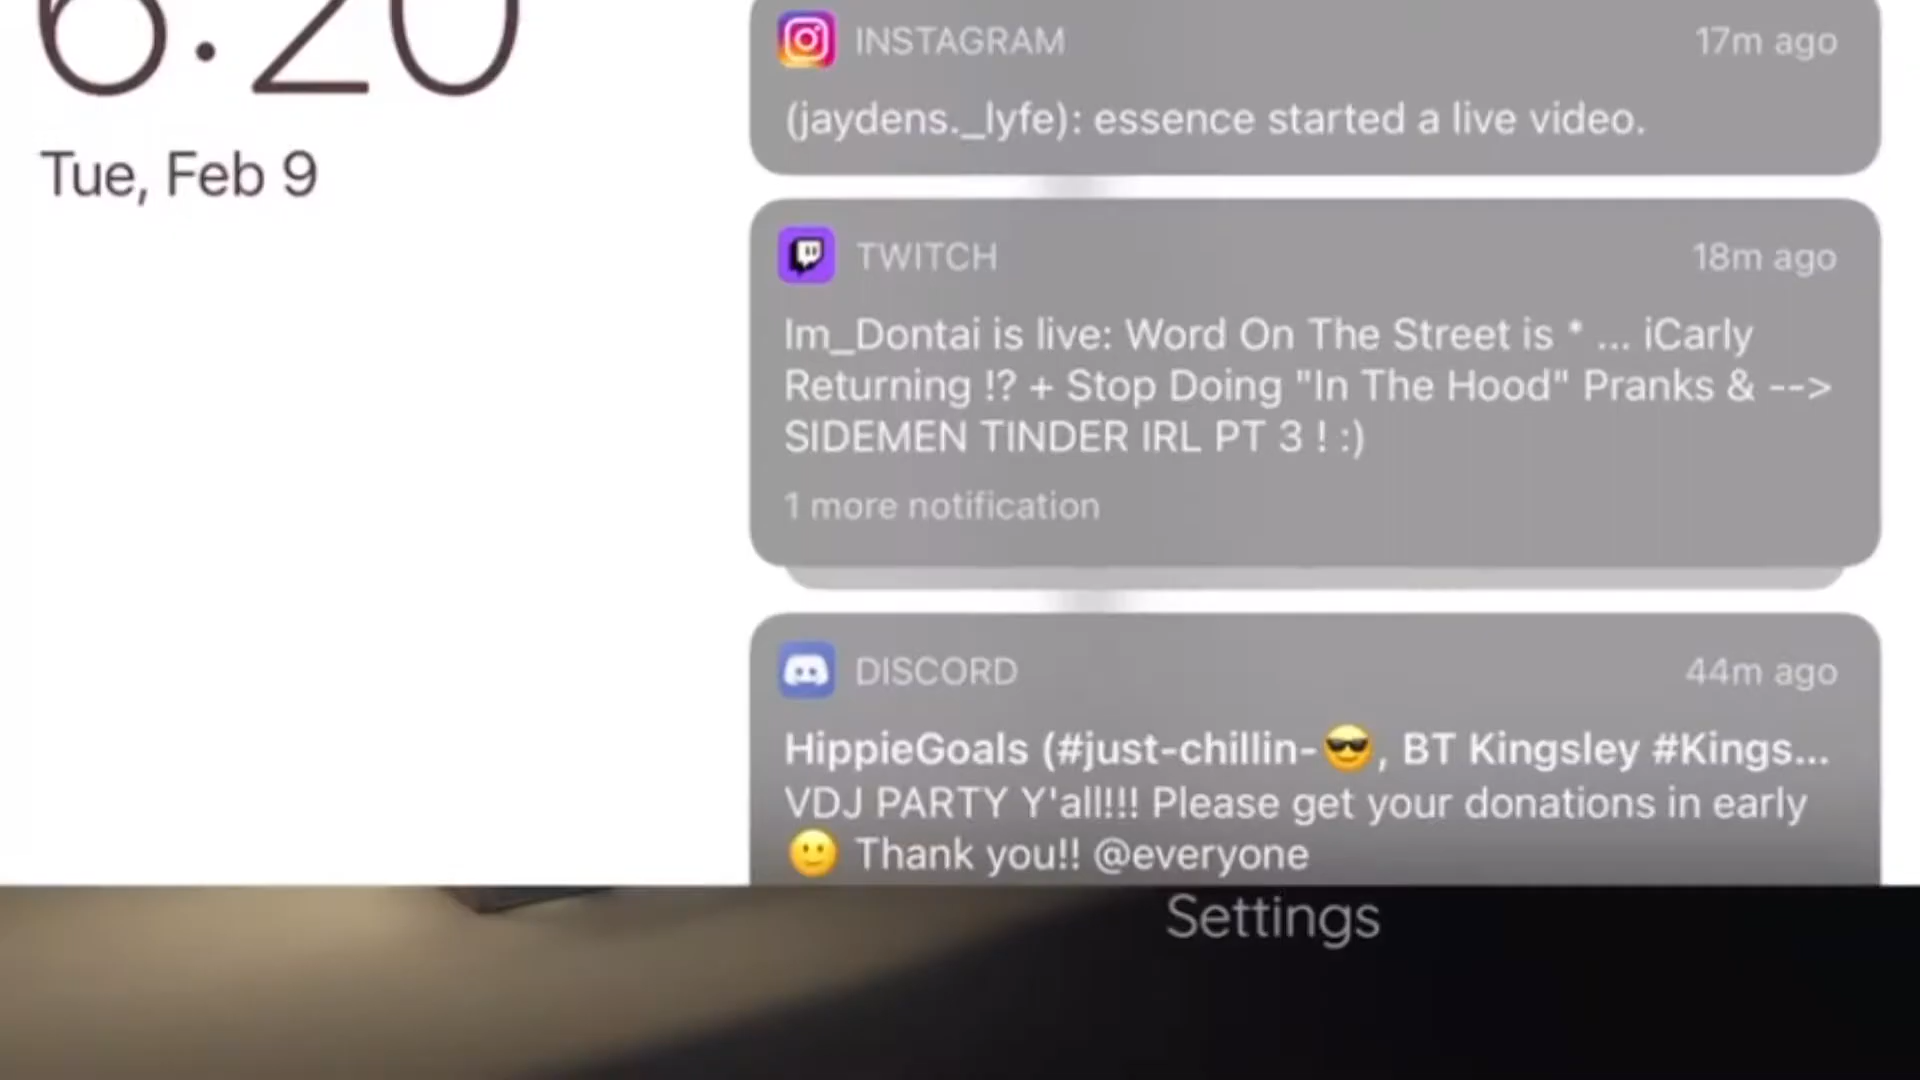 6:20
Tue, Feb 9
INSTAGRAM
17m ago
(jaydens._lyfe): essence started a live video.
TWITCH
18m ago
Im_Dontai is live: Word On The Street is * ... iCarly
Returning !? + Stop Doing "In The Hood" Pranks & -->
SIDEMEN TINDER IRL PT 3 ! :)
1 more notification
DISCORD
44m ago
HippieGoals (#just-chillin-😎, BT Kingsley #Kings...
VDJ PARTY Y'all!!! Please get your donations in early
🙂 Thank you!! @everyone
Settings